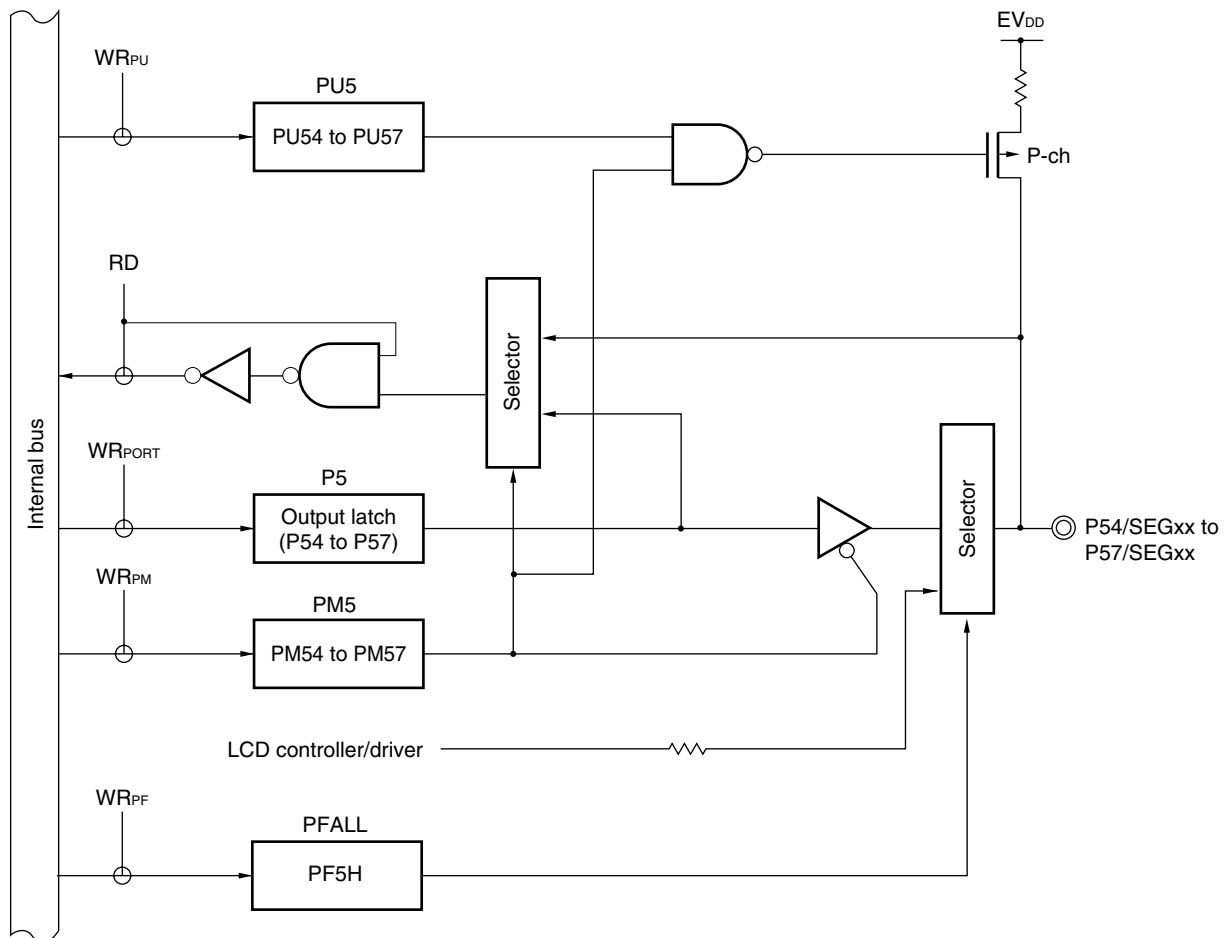 EVDD
WRPU
PU5
PU54 to PU57
P-ch
RD
Selector
Internal bus
WRPORT
P5
Output latch
(P54 to P57)
Selector
P54/SEGxx to
P57/SEGxx
WRPM
PM5
PM54 to PM57
LCD controller/driver
WRPF
PFALL
PF5H